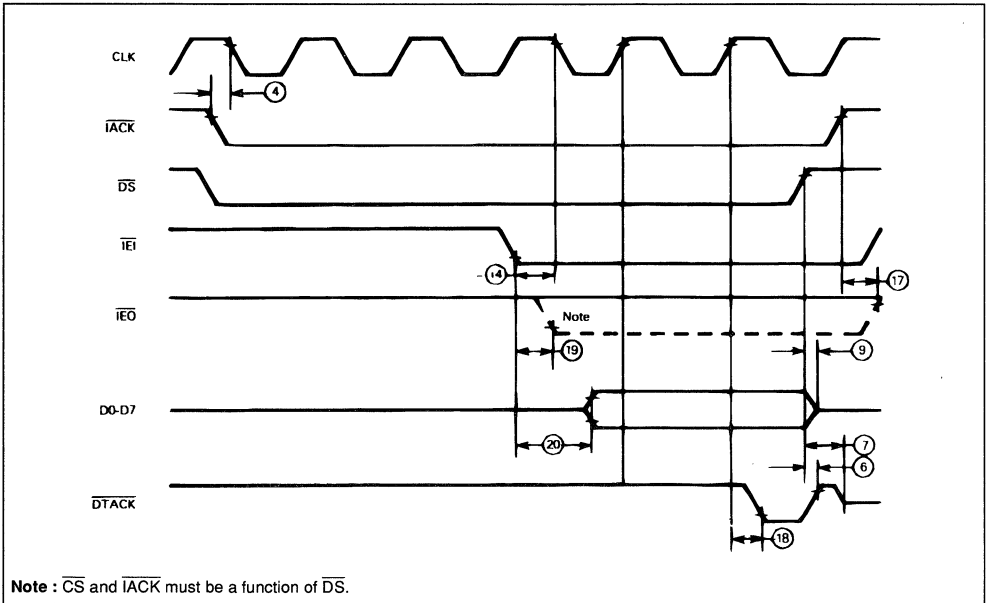 CLK
4
IACK
DS
IEI
14
17
IEO
Note
19
9
D0-D7
20
7
6
DTACK
18
Note : CS and IACK must be a function of DS.